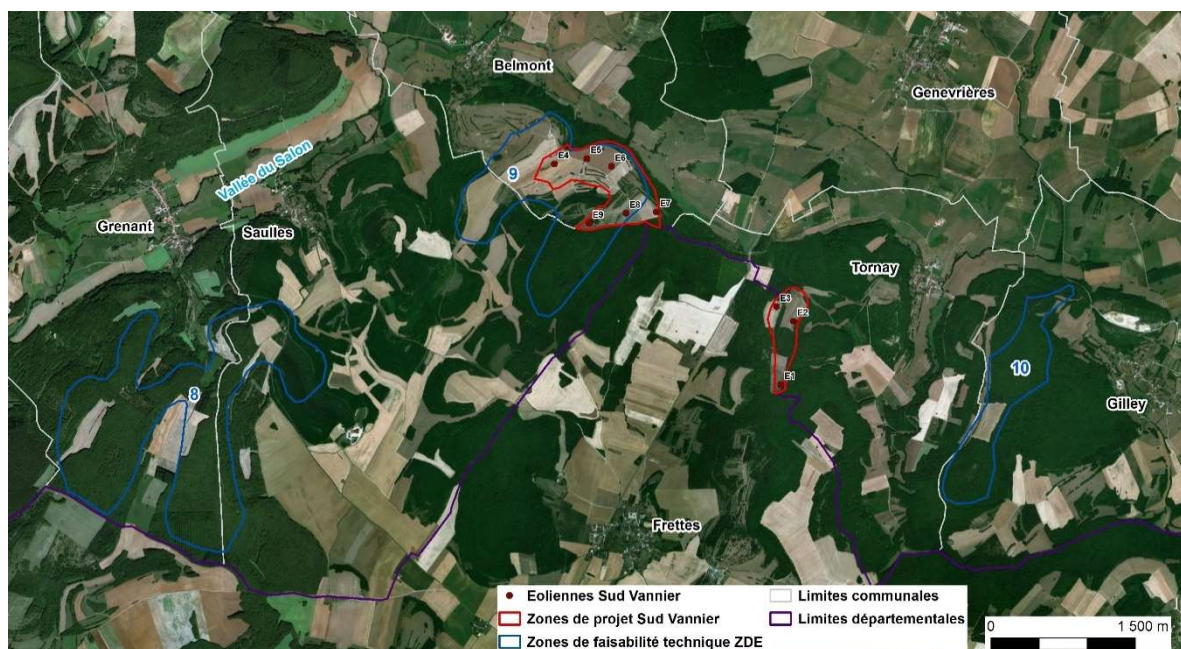 Belmont
Genevrières
Vallée du Salon
E4
E5
E6
9
Grenant
Saulles
E9
E8
E7
Tornay
E3
E2
10
8
E1
Gilley
Frettes
Eoliennes Sud Vannier
Zones de projet Sud Vannier
Zones de faisabilité technique ZDE
Limites communales
Limites départementales
0 1 500 m